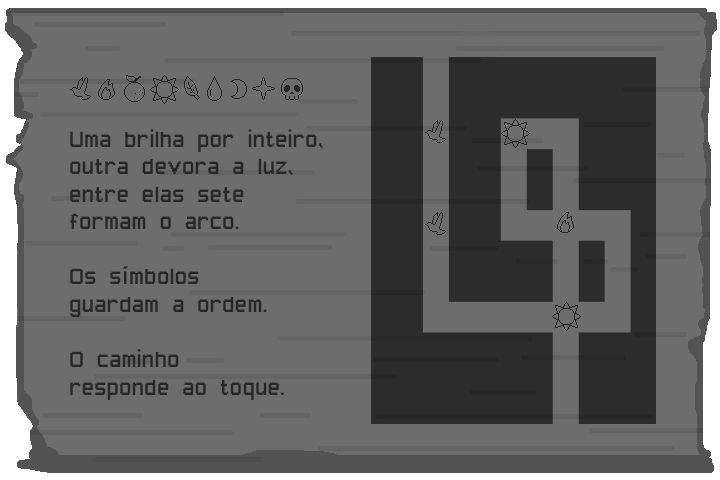 Uma brilha por inteiro,
outra devora a luz,
entre elas sete
formam o arco.
Os símbolos
guardam a ordem.
O caminho
responde ao toque.